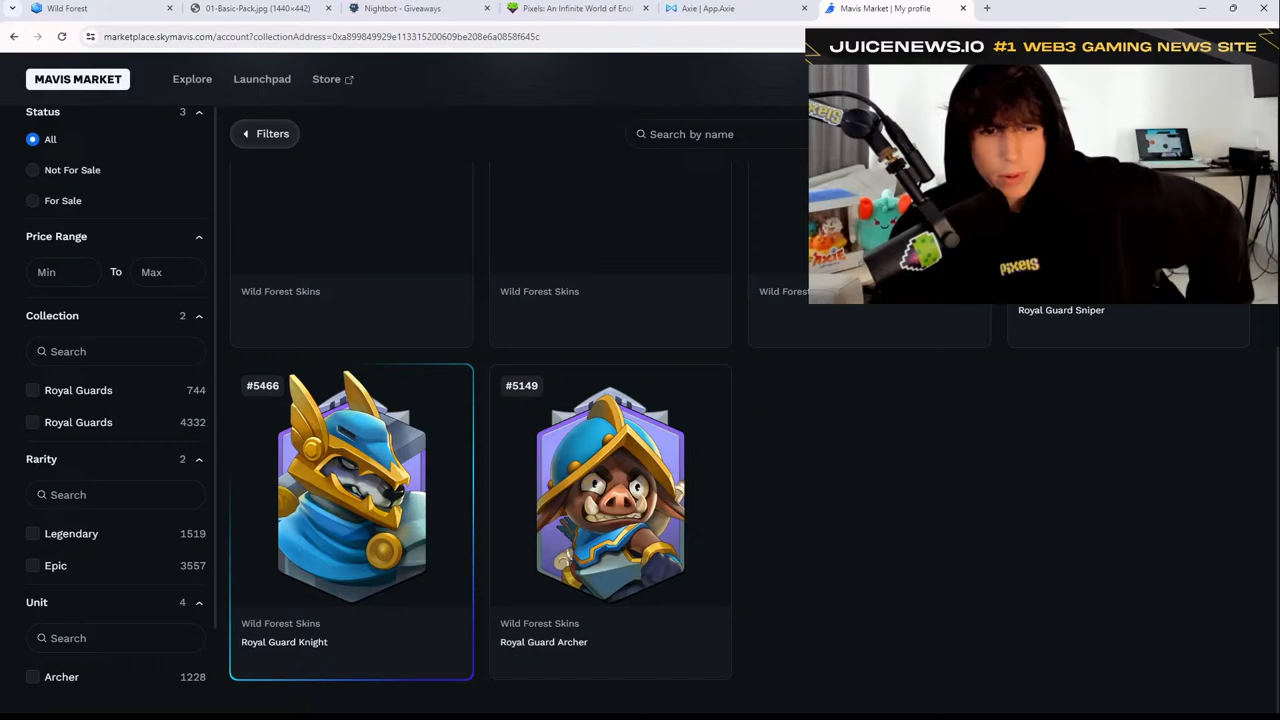 Wild Forest
01-Basic-Pack.jpg (1440×442)
Nightbot - Giveaways
Pixels: An Infinite World of End
Axie | App.Axie
Mavis Market | My profile
marketplace.skymavis.com/account?collectionAddress=0xa899849929e113315200609be208e6a0858f645c
JUICENEWS.IO #1 WEB3 GAMING NEWS SITE
MAVIS MARKET
Explore
Launchpad
Store
Status 3
All
Not For Sale
For Sale
Price Range
Min To Max
Collection 2
Search
Royal Guards 744
Royal Guards 4332
Rarity 2
Search
Legendary 1519
Epic 3557
Unit 4
Search
Archer 1228
Filters
Search by name
Wild Forest Skins
Wild Forest Skins
Wild Forest
Royal Guard Sniper
#5466
Wild Forest Skins
Royal Guard Knight
#5149
Wild Forest Skins
Royal Guard Archer
PIXELS
AXIE
pixels